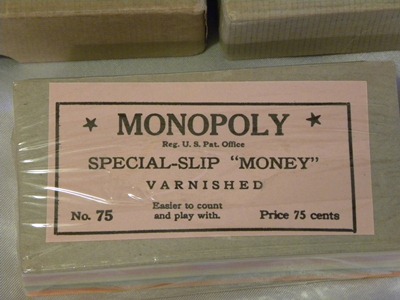 ★ MONOPOLY ★
Reg. U. S. Pat. Office
SPECIAL-SLIP "MONEY"
VARNISHED
No. 75
Easier to count
and play with.
Price 75 cents